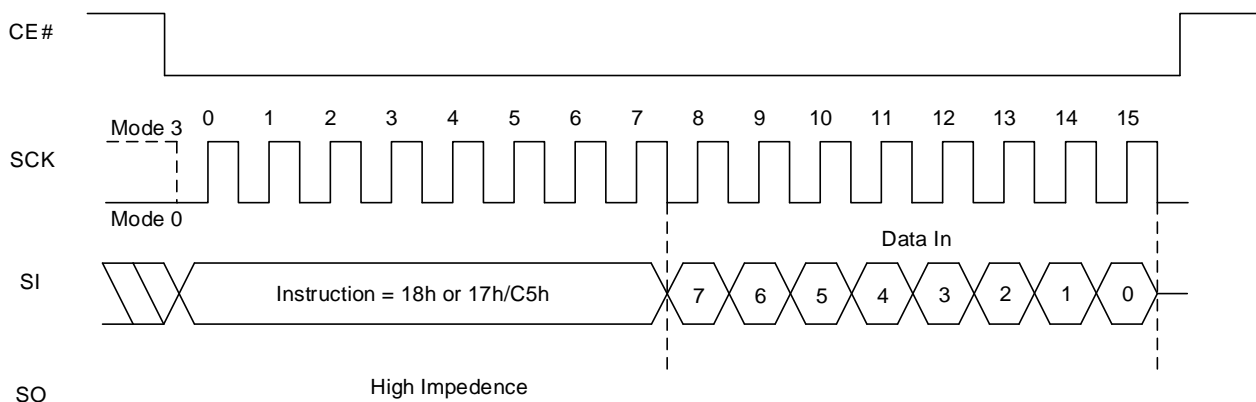 CE#
Mode 3
0 1 2 3 4 5 6 7 8 9 10 11 12 13 14 15
SCK
Mode 0
Data In
SI
Instruction = 18h or 17h/C5h
7 6 5 4 3 2 1 0
High Impedence
SO